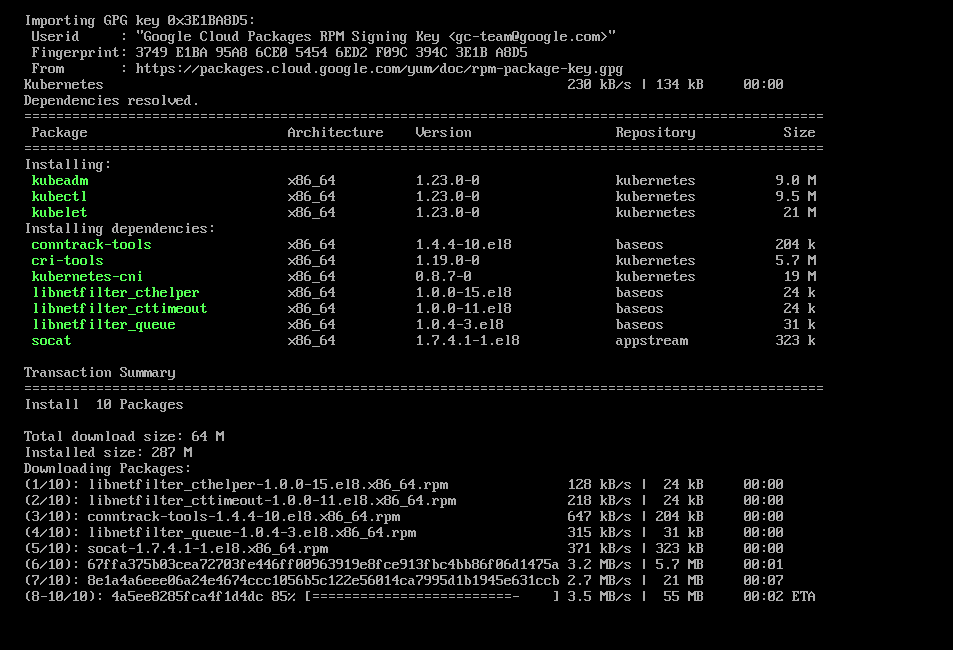 Importing GPG key 0x3E1BA8D5:
 Userid     : "Google Cloud Packages RPM Signing Key <gc-team@google.com>"
 Fingerprint: 3749 E1BA 95A8 6CE0 5454 6ED2 F09C 394C 3E1B A8D5
 From       : https://packages.cloud.google.com/yum/doc/rpm-package-key.gpg
Kubernetes                                                          230 kB/s | 134 kB     00:00
Dependencies resolved.
====================================================================================================
 Package                         Architecture    Version                  Repository           Size
====================================================================================================
Installing:
 kubeadm                         x86_64          1.23.0-0                 kubernetes          9.0 M
 kubectl                         x86_64          1.23.0-0                 kubernetes          9.5 M
 kubelet                         x86_64          1.23.0-0                 kubernetes           21 M
Installing dependencies:
 conntrack-tools                 x86_64          1.4.4-10.el8             baseos              204 k
 cri-tools                       x86_64          1.19.0-0                 kubernetes          5.7 M
 kubernetes-cni                  x86_64          0.8.7-0                  kubernetes           19 M
 libnetfilter_cthelper           x86_64          1.0.0-15.el8             baseos               24 k
 libnetfilter_cttimeout          x86_64          1.0.0-11.el8             baseos               24 k
 libnetfilter_queue              x86_64          1.0.4-3.el8              baseos               31 k
 socat                           x86_64          1.7.4.1-1.el8            appstream           323 k
Transaction Summary
====================================================================================================
Install  10 Packages
Total download size: 64 M
Installed size: 287 M
Downloading Packages:
(1/10): libnetfilter_cthelper-1.0.0-15.el8.x86_64.rpm               128 kB/s |  24 kB     00:00
(2/10): libnetfilter_cttimeout-1.0.0-11.el8.x86_64.rpm              218 kB/s |  24 kB     00:00
(3/10): conntrack-tools-1.4.4-10.el8.x86_64.rpm                     647 kB/s | 204 kB     00:00
(4/10): libnetfilter_queue-1.0.4-3.el8.x86_64.rpm                   315 kB/s |  31 kB     00:00
(5/10): socat-1.7.4.1-1.el8.x86_64.rpm                              371 kB/s | 323 kB     00:00
(6/10): 67ffa375b03cea72703fe446ff00963919e8fce913fbc4bb86f06d1475a 3.2 MB/s | 5.7 MB     00:01
(7/10): 8e1a4a6eee06a24e4674ccc1056b5c122e56014ca7995d1b1945e631ccb 2.7 MB/s |  21 MB     00:07
(8-10/10): 4a5ee8285fca4f1d4dc 85% [=========================-    ] 3.5 MB/s |  55 MB     00:02 ETA